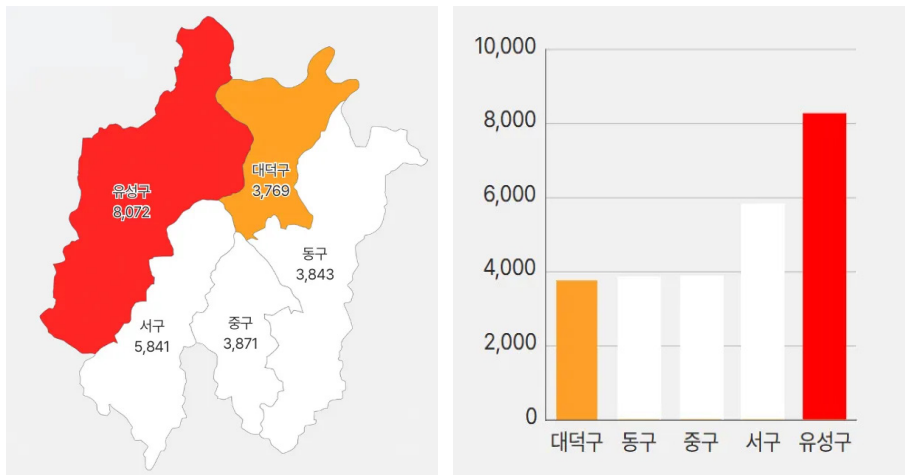 대덕구
3,769
유성구
8,072
동구
3,843
서구
5,841
중구
3,871
10,000
8,000
6,000
4,000
2,000
0
대덕구 동구 중구 서구 유성구